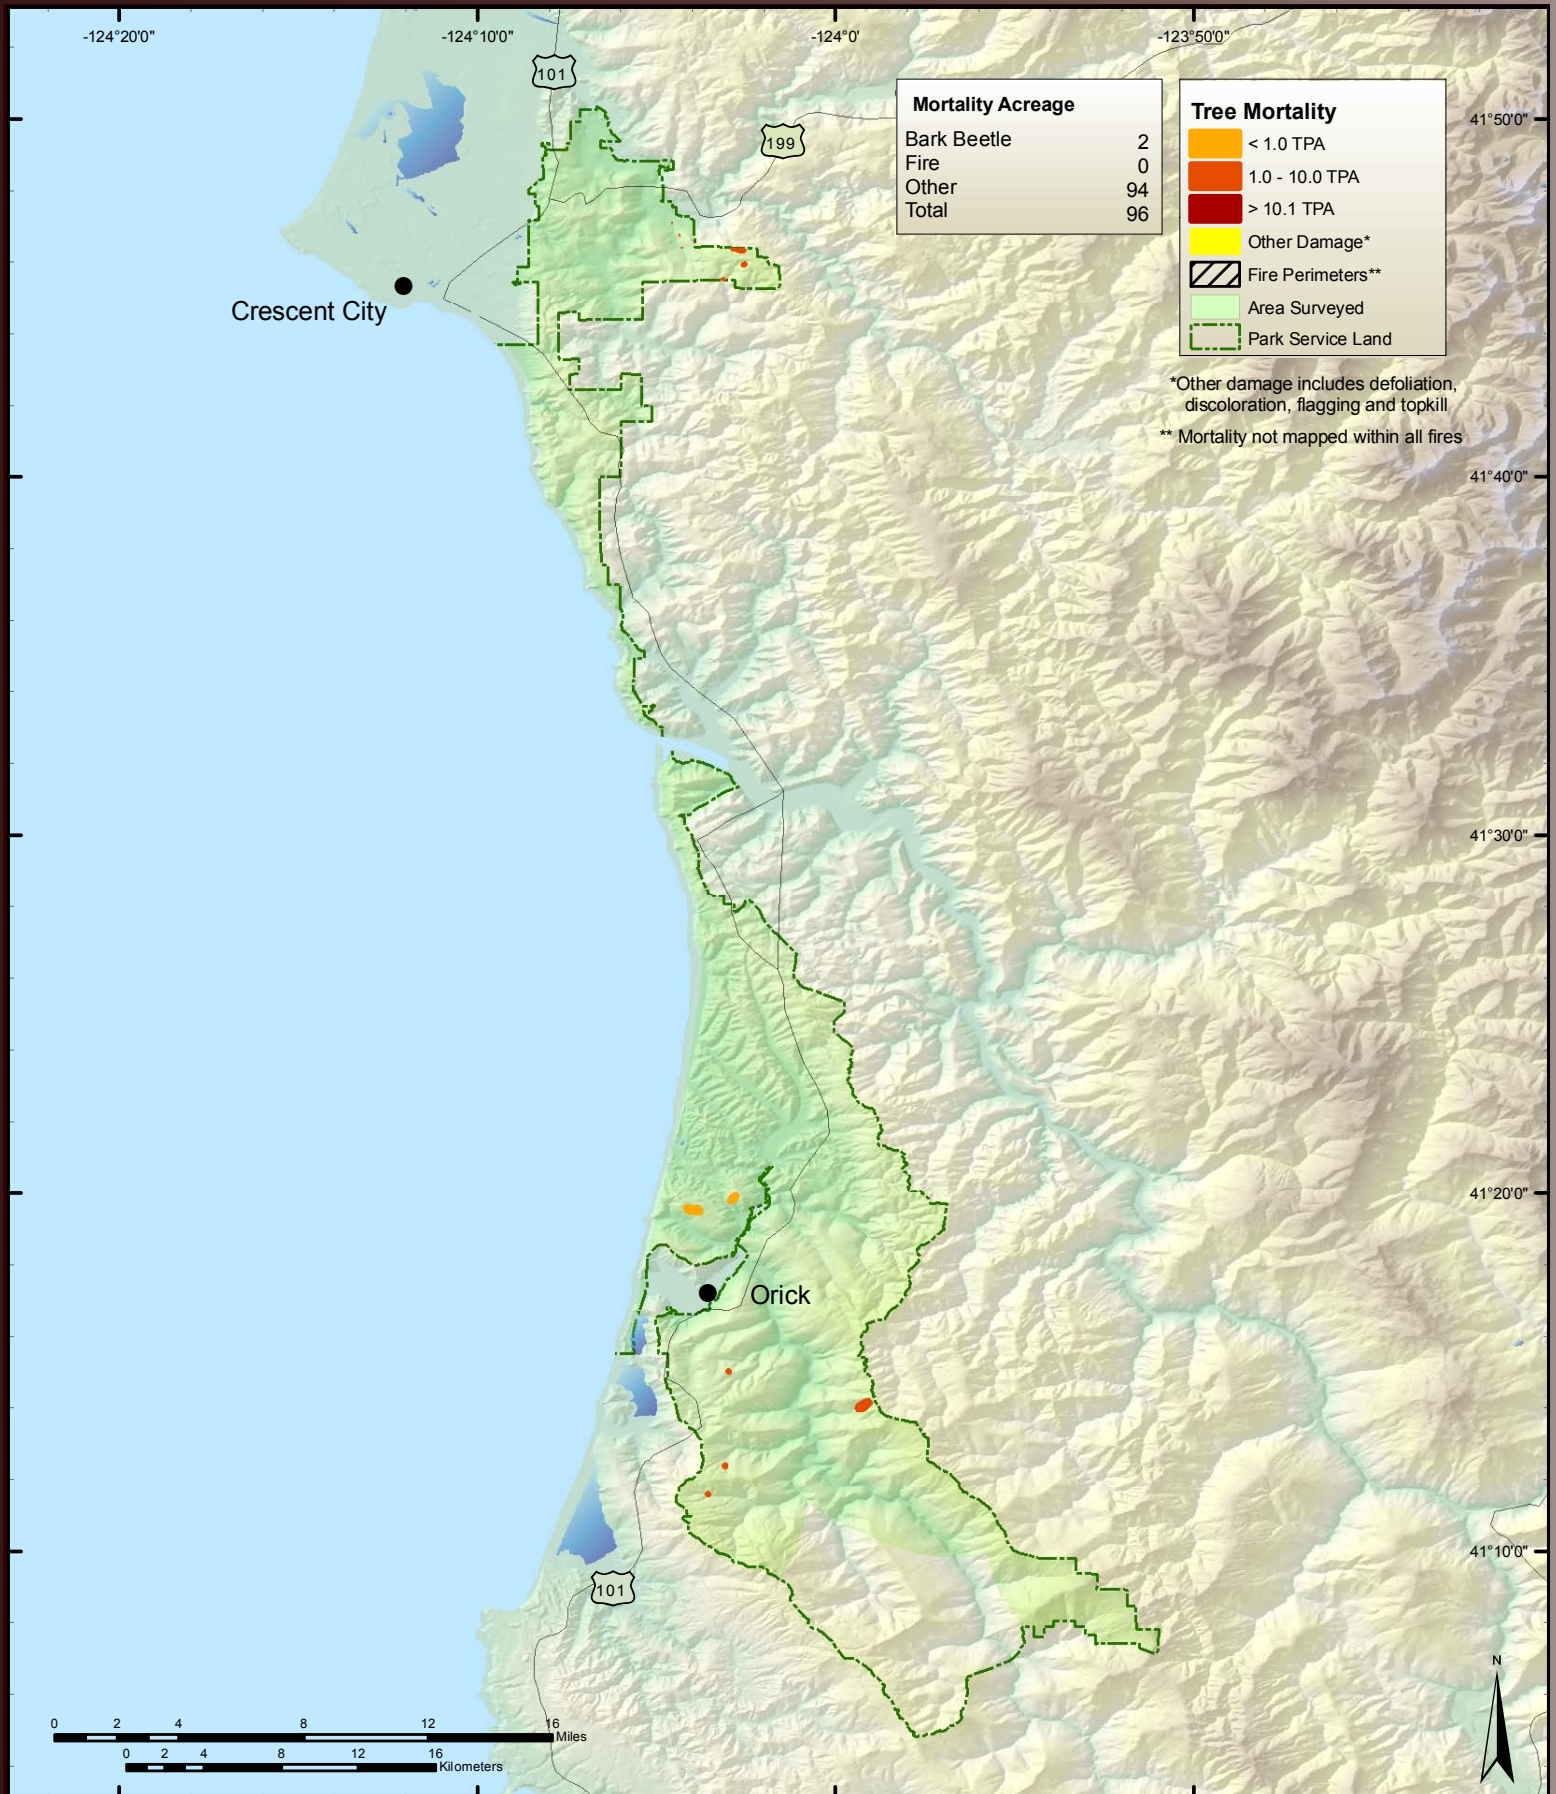 -124°20'0"
-124°10'0"
-124°0'
-123°50'0"
101
199
Mortality Acreage
Bark Beetle 2
Fire 0
Other 94
Total 96
Tree Mortality
< 1.0 TPA
1.0 - 10.0 TPA
> 10.1 TPA
Other Damage*
Fire Perimeters**
Area Surveyed
Park Service Land
*Other damage includes defoliation,
discoloration, flagging and topkill
** Mortality not mapped within all fires
41°50'0"
Crescent City
41°40'0"
41°30'0"
41°20'0"
Orick
41°10'0"
101
N
0 2 4 8 12 16
Miles
0 2 4 8 12 16
Kilometers